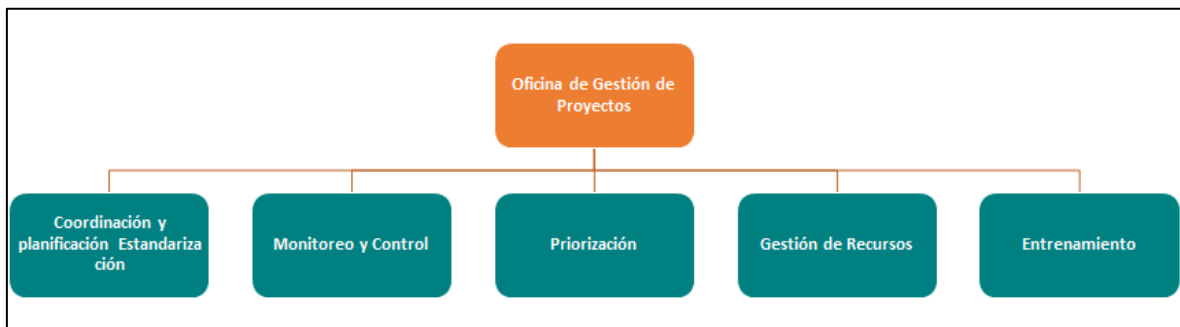 Oficina de Gestión de
Proyectos
Coordinación y
planificación Estandariza
ción
Monitoreo y Control
Priorización
Gestión de Recursos
Entrenamiento